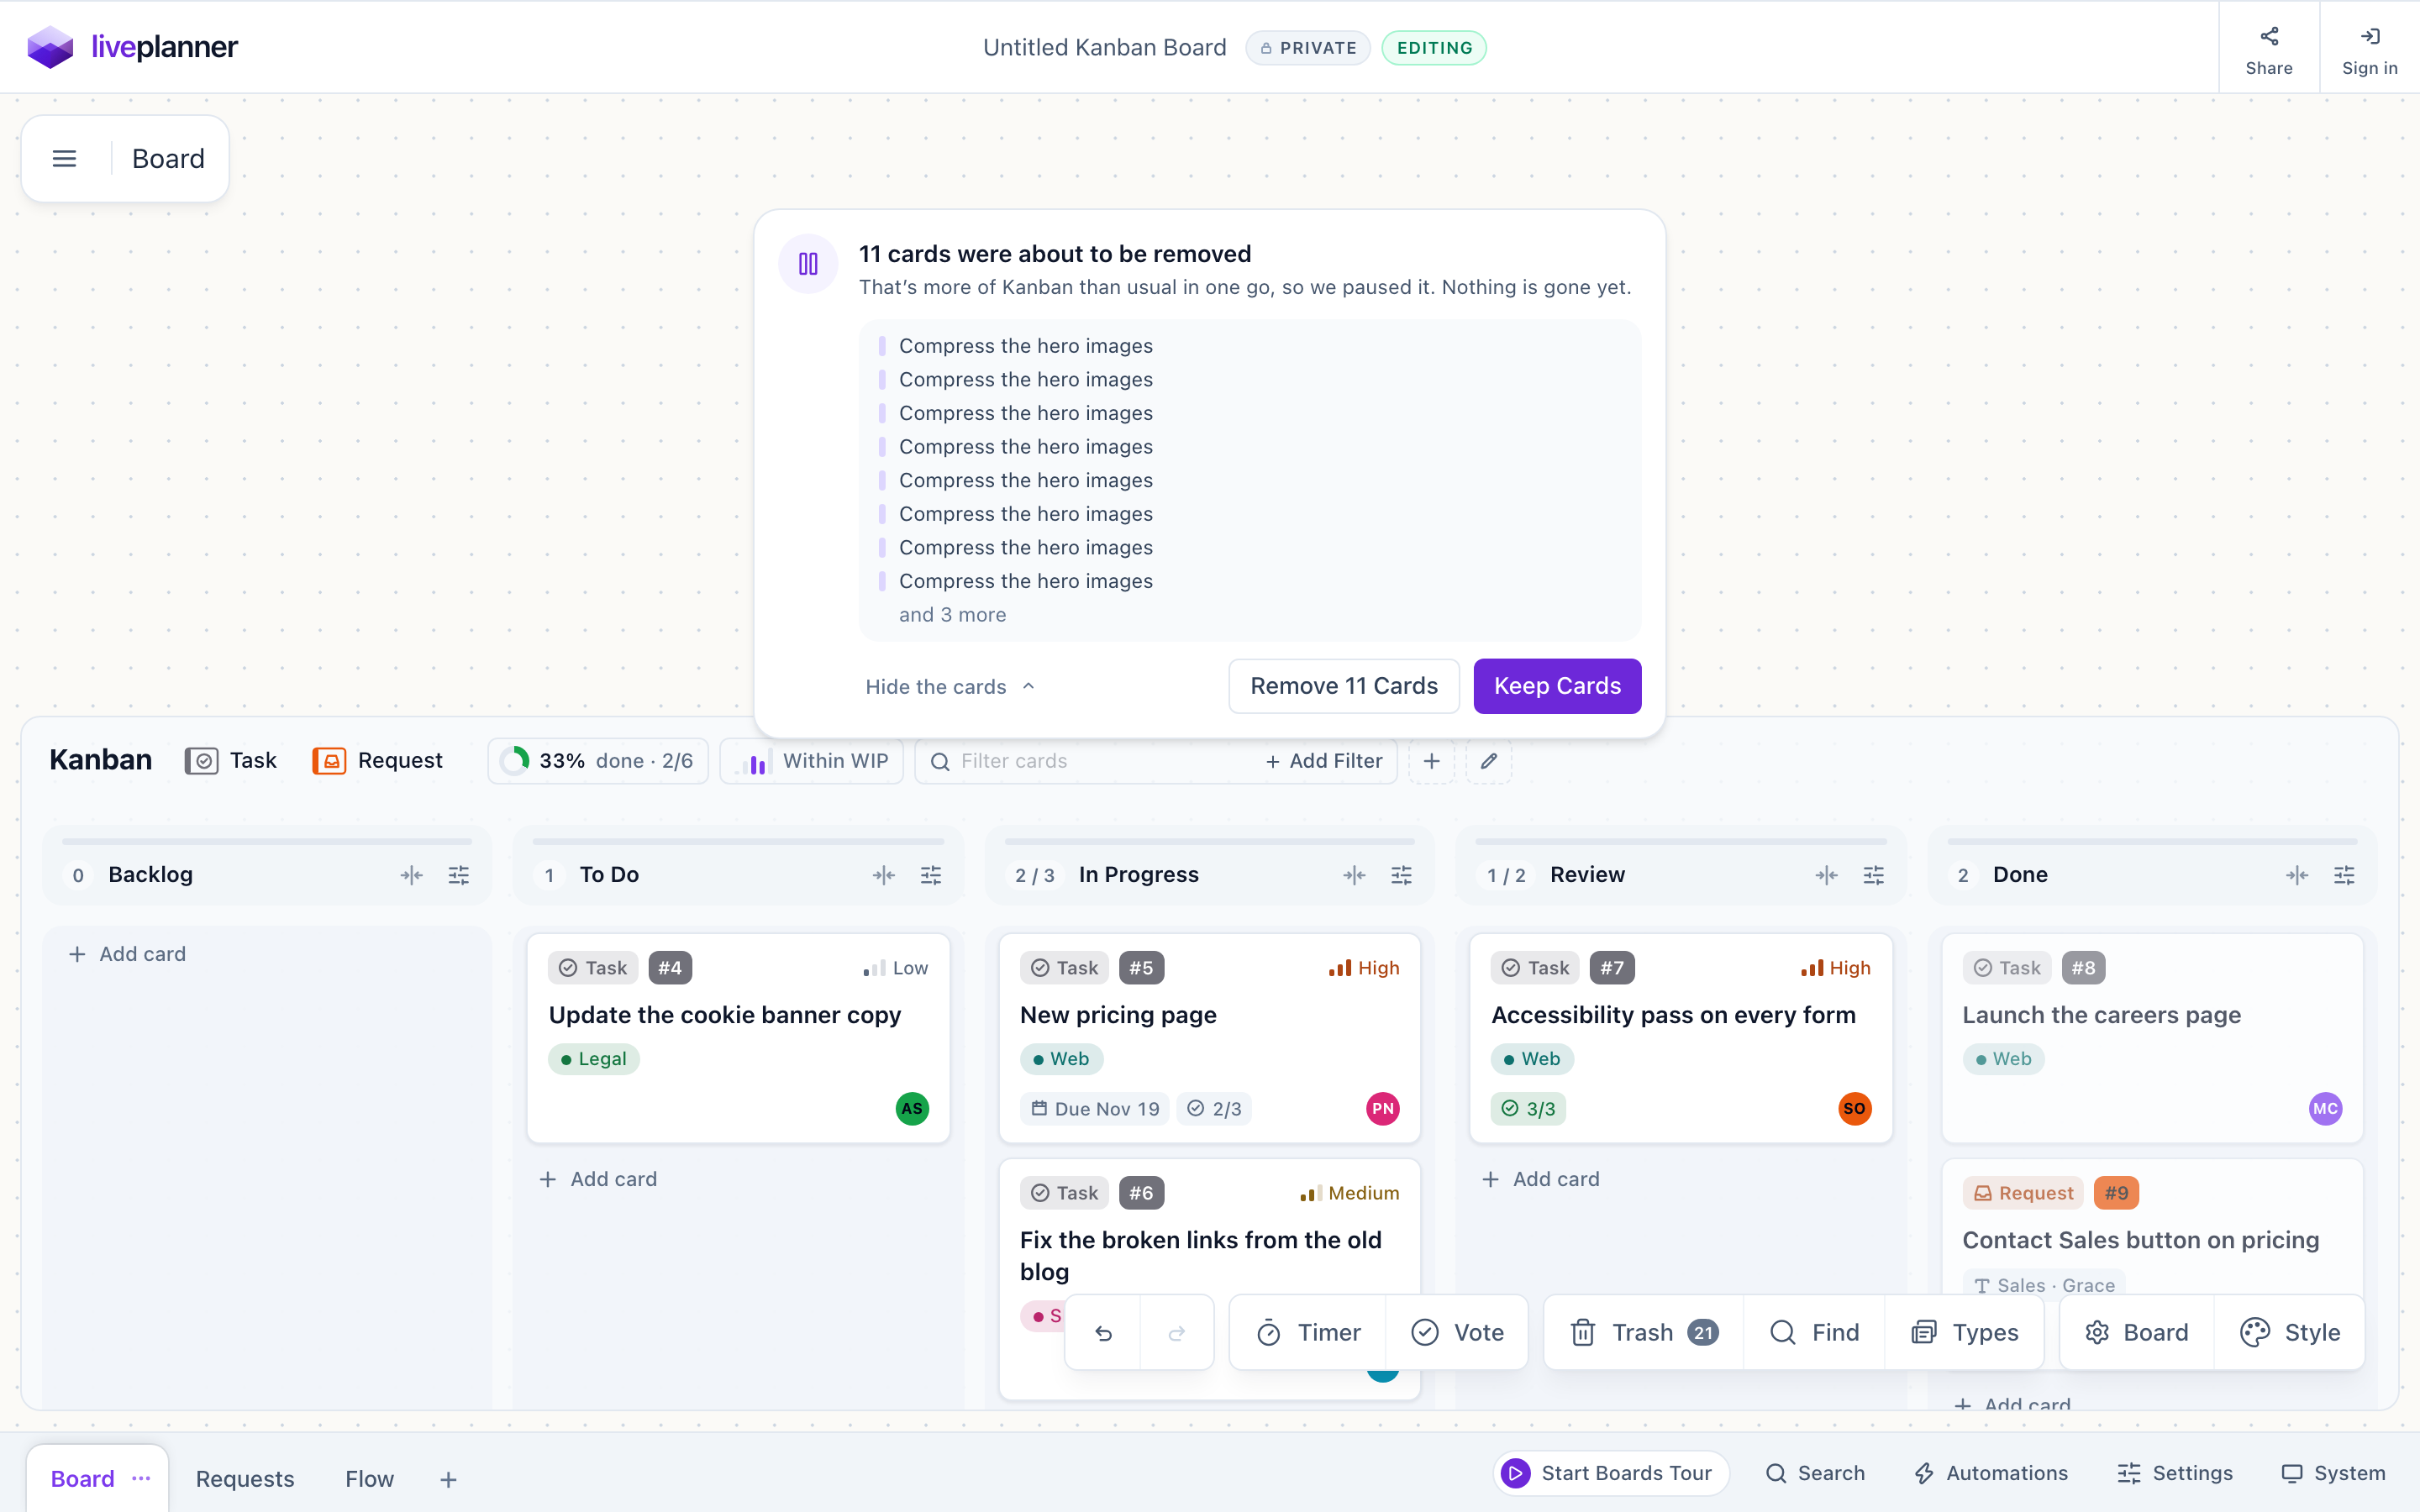 liveplanner
Untitled Kanban Board
PRIVATE
EDITING
Share
Sign in
Board
11 cards were about to be removed
That's more of Kanban than usual in one go, so we paused it. Nothing is gone yet.
Compress the hero images
Compress the hero images
Compress the hero images
Compress the hero images
Compress the hero images
Compress the hero images
Compress the hero images
Compress the hero images
and 3 more
Hide the cards
Remove 11 Cards
Keep Cards
Kanban
Task
Request
33% done · 2/6
Within WIP
Filter cards
+ Add Filter
0 Backlog
+ Add card
1 To Do
Task #4 Low
Update the cookie banner copy
Legal
AS
+ Add card
2 / 3 In Progress
Task #5 High
New pricing page
Web
Due Nov 19 2/3 PN
Task #6 Medium
Fix the broken links from the old
blog
S
1 / 2 Review
Task #7 High
Accessibility pass on every form
Web
3/3 SO
+ Add card
2 Done
Task #8
Launch the careers page
Web
MC
Request #9
Contact Sales button on pricing
Sales · Grace
+ Add card
Timer
Vote
Trash 21
Find
Types
Board
Style
Board
Requests
Flow
Start Boards Tour
Search
Automations
Settings
System